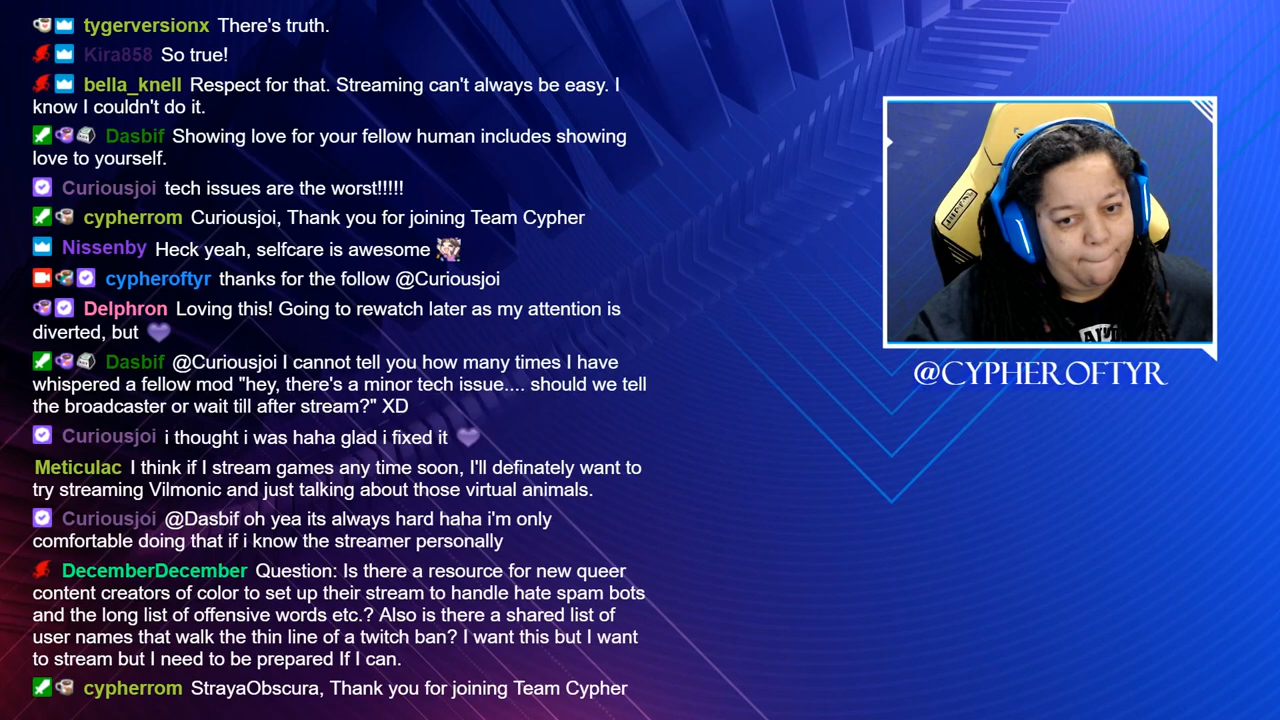 tygerversionx There's truth.
Kira858 So true!
bella_knell Respect for that. Streaming can't always be easy. I
know I couldn't do it.
Dasbif Showing love for your fellow human includes showing
love to yourself.
Curiousjoi tech issues are the worst!!!!!
cypherrom Curiousjoi, Thank you for joining Team Cypher
Nissenby Heck yeah, selfcare is awesome
cypheroftyr thanks for the follow @Curiousjoi
Delphron Loving this! Going to rewatch later as my attention is
diverted, but
Dasbif @Curiousjoi I cannot tell you how many times I have
whispered a fellow mod "hey, there's a minor tech issue.... should we tell
the broadcaster or wait till after stream?" XD
Curiousjoi i thought i was haha glad i fixed it
Meticulac I think if I stream games any time soon, I'll definately want to
try streaming Vilmonic and just talking about those virtual animals.
Curiousjoi @Dasbif oh yea its always hard haha i'm only
comfortable doing that if i know the streamer personally
DecemberDecember Question: Is there a resource for new queer
content creators of color to set up their stream to handle hate spam bots
and the long list of offensive words etc.? Also is there a shared list of
user names that walk the thin line of a twitch ban? I want this but I want
to stream but I need to be prepared If I can.
cypherrom StrayaObscura, Thank you for joining Team Cypher
@CYPHEROFTYR